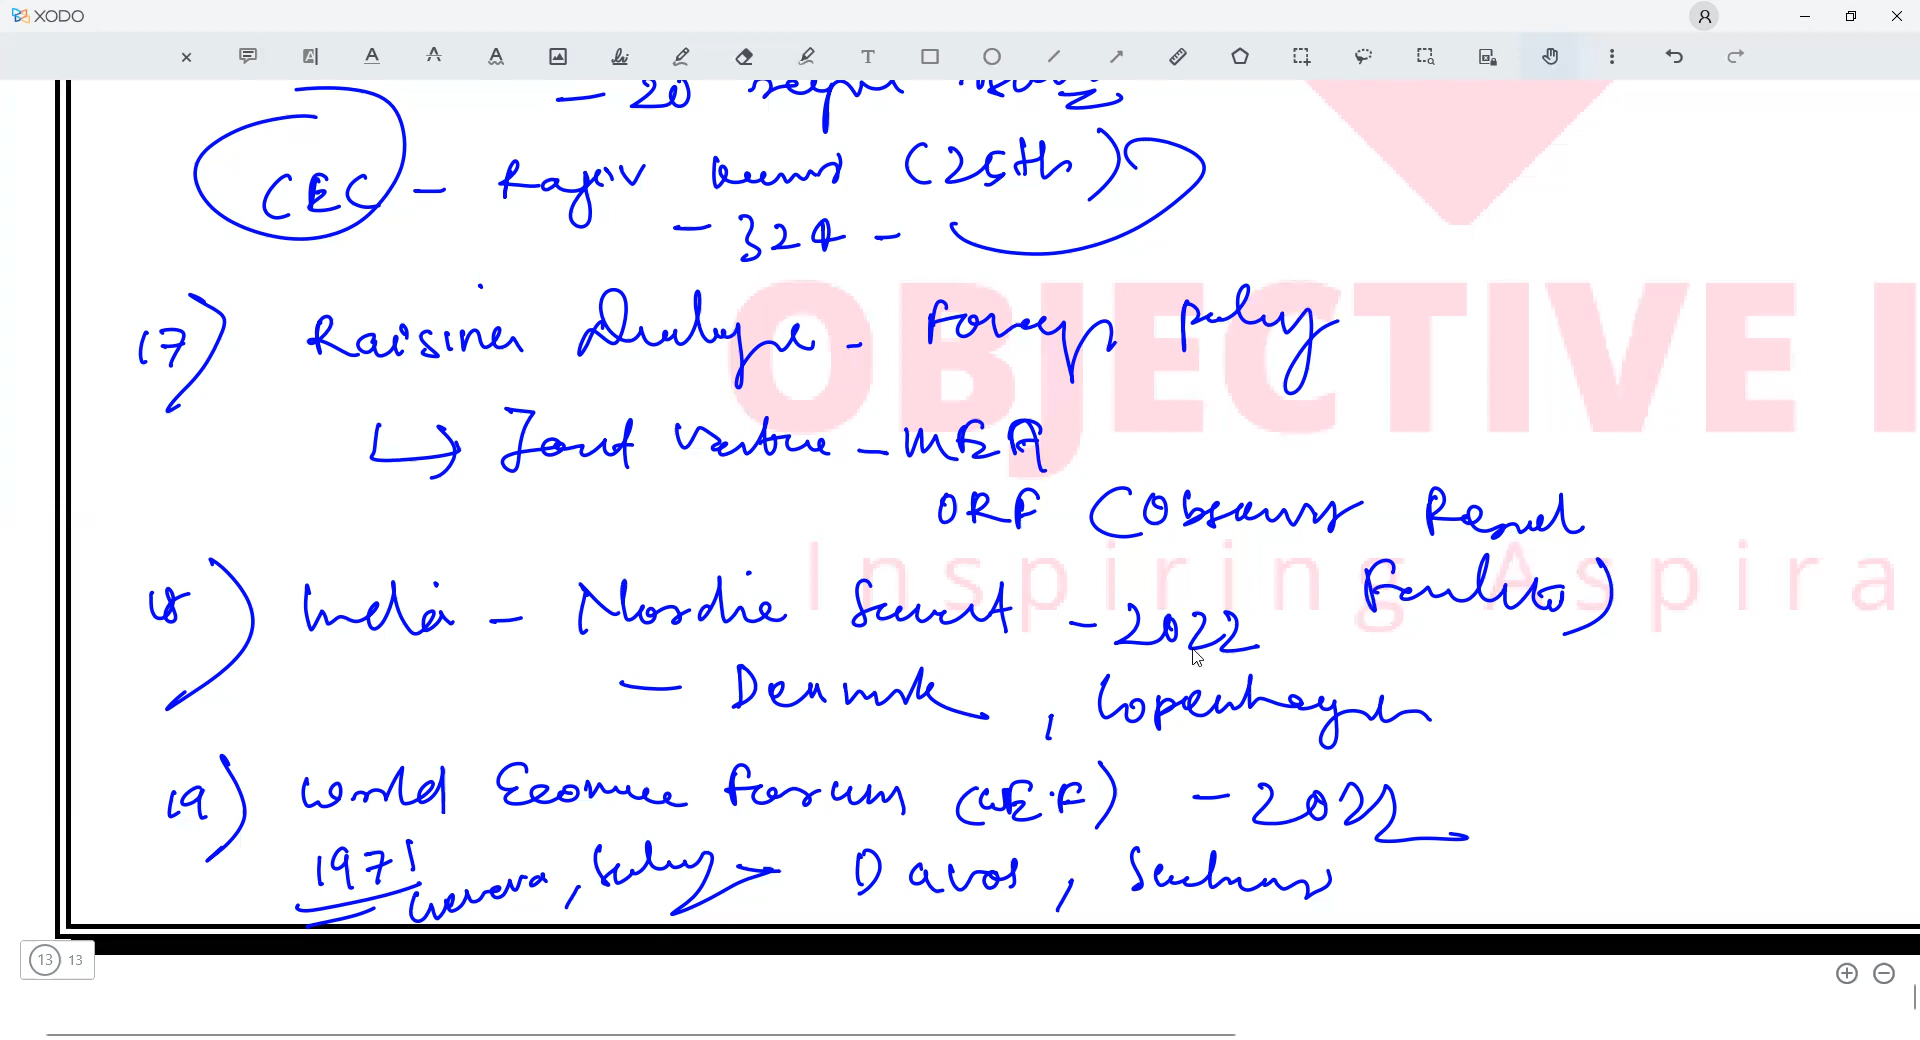 XODO
- 20
CEC - Rajiv Kumar (25th)
- 324 -
17) Raisina Dialogue - Foreign policy
OBJECTIVE I
↳ Joint Venture - MEA
ORF (Observer Research
Inspiring Aspira
Foundation)
18) India - Nordic Summit - 2022
- Denmark, Copenhagen
19) World Economic Forum (W.E.F) - 2022
1971 - Davos, Switzerland
Geneva,
13 13